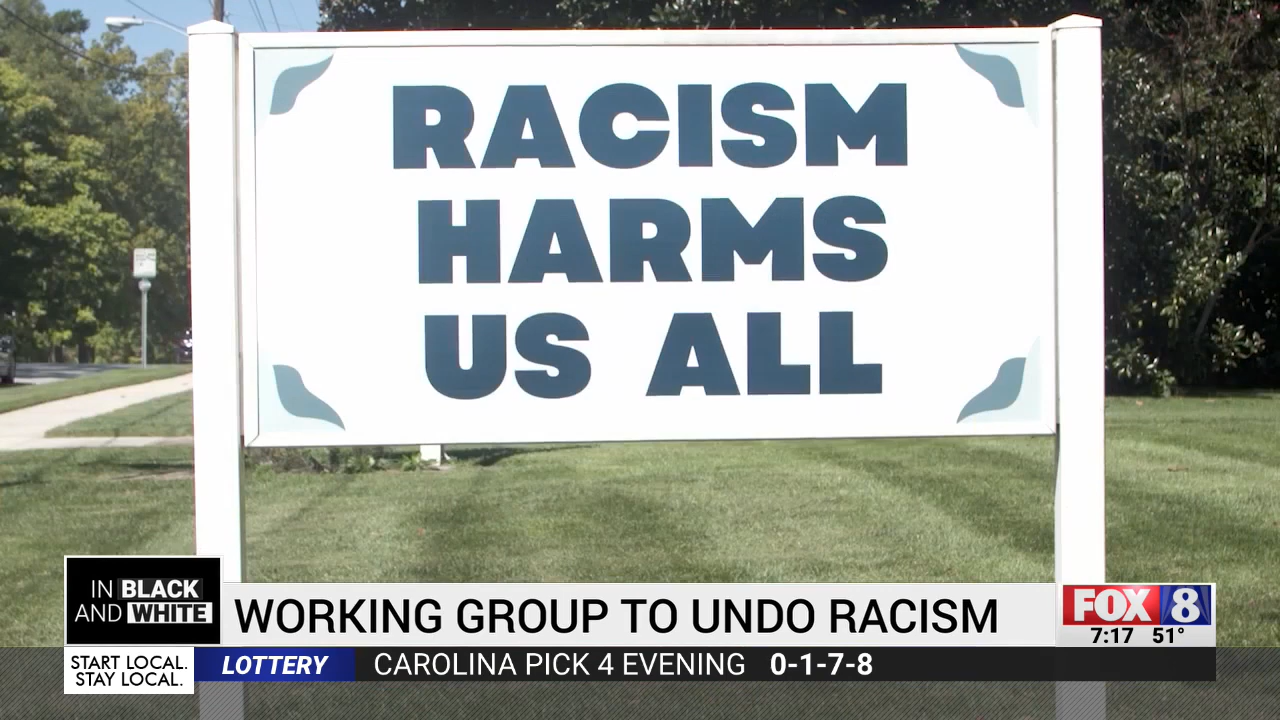 RACISM
HARMS
US ALL
IN BLACK
AND WHITE
WORKING GROUP TO UNDO RACISM
FOX 8
7:17 51°
START LOCAL.
STAY LOCAL.
LOTTERY CAROLINA PICK 4 EVENING 0-1-7-8